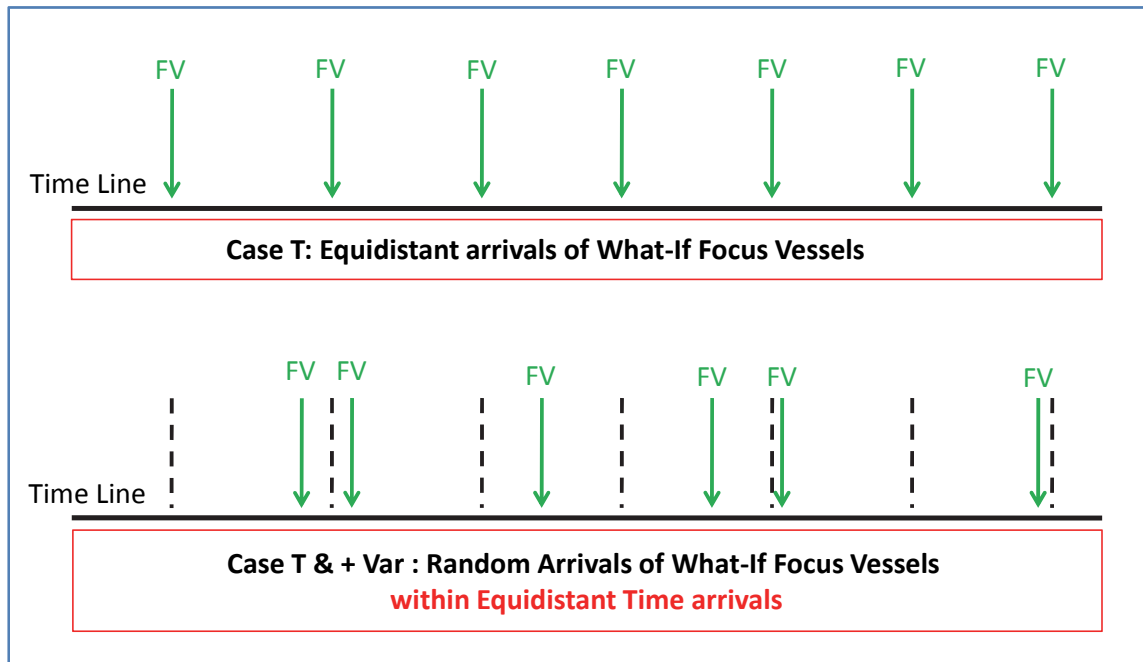 FV FV FV FV FV FV FV
Time Line
Case T: Equidistant arrivals of What-If Focus Vessels
FV FV FV FV FV FV
Time Line
Case T & + Var : Random Arrivals of What-If Focus Vessels
within Equidistant Time arrivals